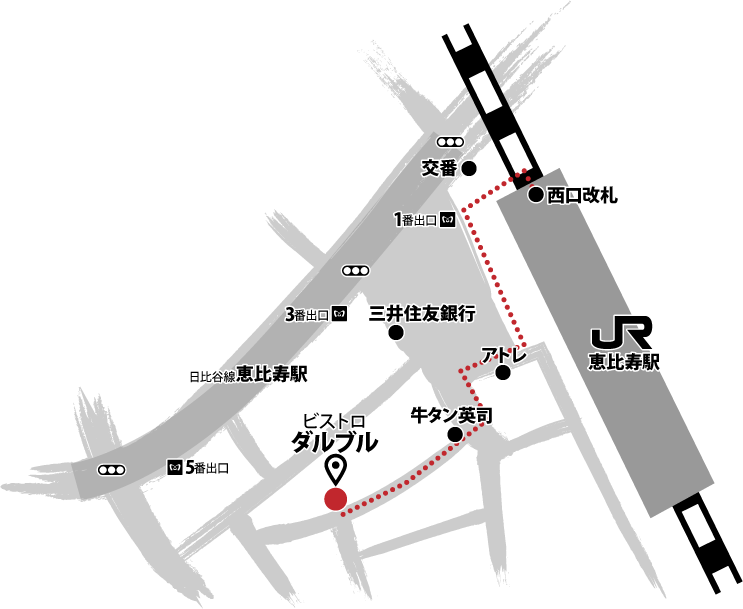 交番
西口改札
1番出口
3番出口
三井住友銀行
JR
恵比寿駅
アトレ
日比谷線恵比寿駅
牛タン英司
ビストロ
ダルブル
5番出口